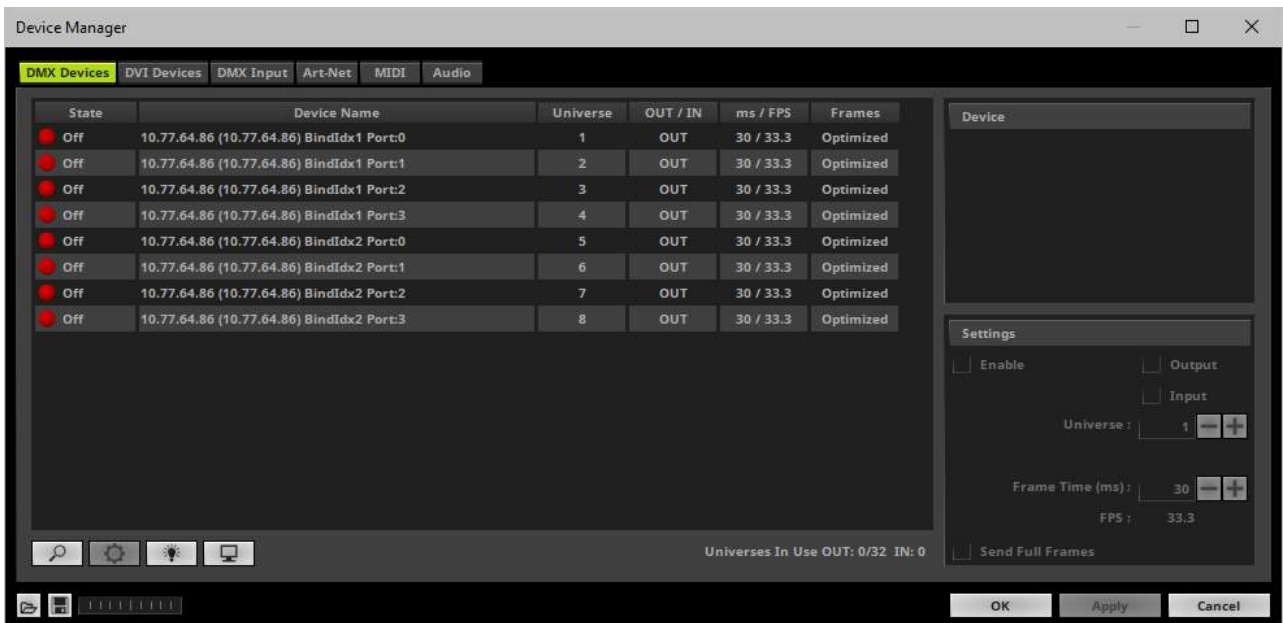 Device Manager
DMX Devices DVI Devices DMX Input Art-Net MIDI Audio
State Device Name Universe OUT / IN ms / FPS Frames
Off 10.77.64.86 (10.77.64.86) BindIdx1 Port:0 1 OUT 30 / 33.3 Optimized
Off 10.77.64.86 (10.77.64.86) BindIdx1 Port:1 2 OUT 30 / 33.3 Optimized
Off 10.77.64.86 (10.77.64.86) BindIdx1 Port:2 3 OUT 30 / 33.3 Optimized
Off 10.77.64.86 (10.77.64.86) BindIdx1 Port:3 4 OUT 30 / 33.3 Optimized
Off 10.77.64.86 (10.77.64.86) BindIdx2 Port:0 5 OUT 30 / 33.3 Optimized
Off 10.77.64.86 (10.77.64.86) BindIdx2 Port:1 6 OUT 30 / 33.3 Optimized
Off 10.77.64.86 (10.77.64.86) BindIdx2 Port:2 7 OUT 30 / 33.3 Optimized
Off 10.77.64.86 (10.77.64.86) BindIdx2 Port:3 8 OUT 30 / 33.3 Optimized
Universes In Use OUT: 0/32 IN: 0
Device
Settings
Enable Output
Input
Universe : 1
Frame Time (ms) : 30
FPS : 33.3
Send Full Frames
OK Apply Cancel